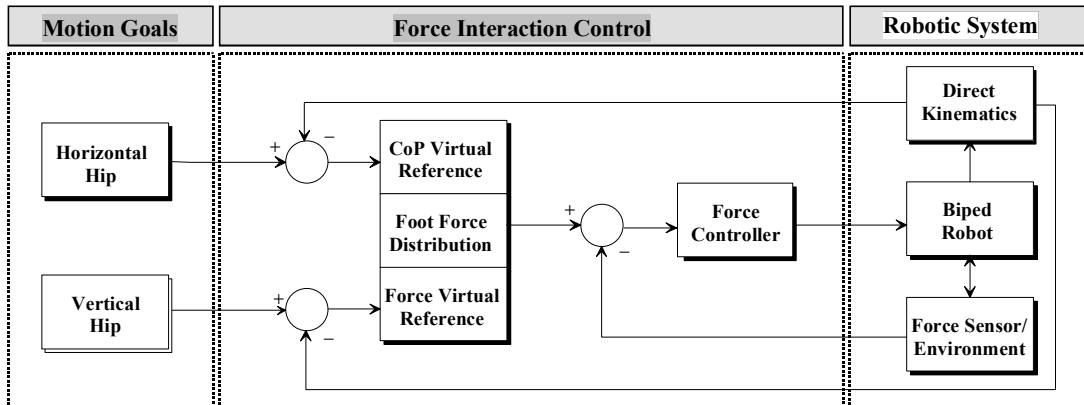 Motion Goals
Force Interaction Control
Robotic System
Horizontal
Hip
Vertical
Hip
+
−
+
−
CoP Virtual
Reference
Foot Force
Distribution
Force Virtual
Reference
+
−
Force
Controller
Direct
Kinematics
Biped
Robot
Force Sensor/
Environment